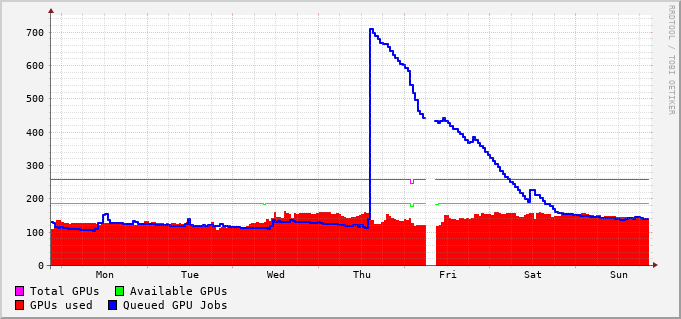 RRDTOOL / TOBI OETIKER
700
600
500
400
300
200
100
0
Mon Tue Wed Thu Fri Sat Sun
Total GPUs Available GPUs
GPUs used Queued GPU Jobs